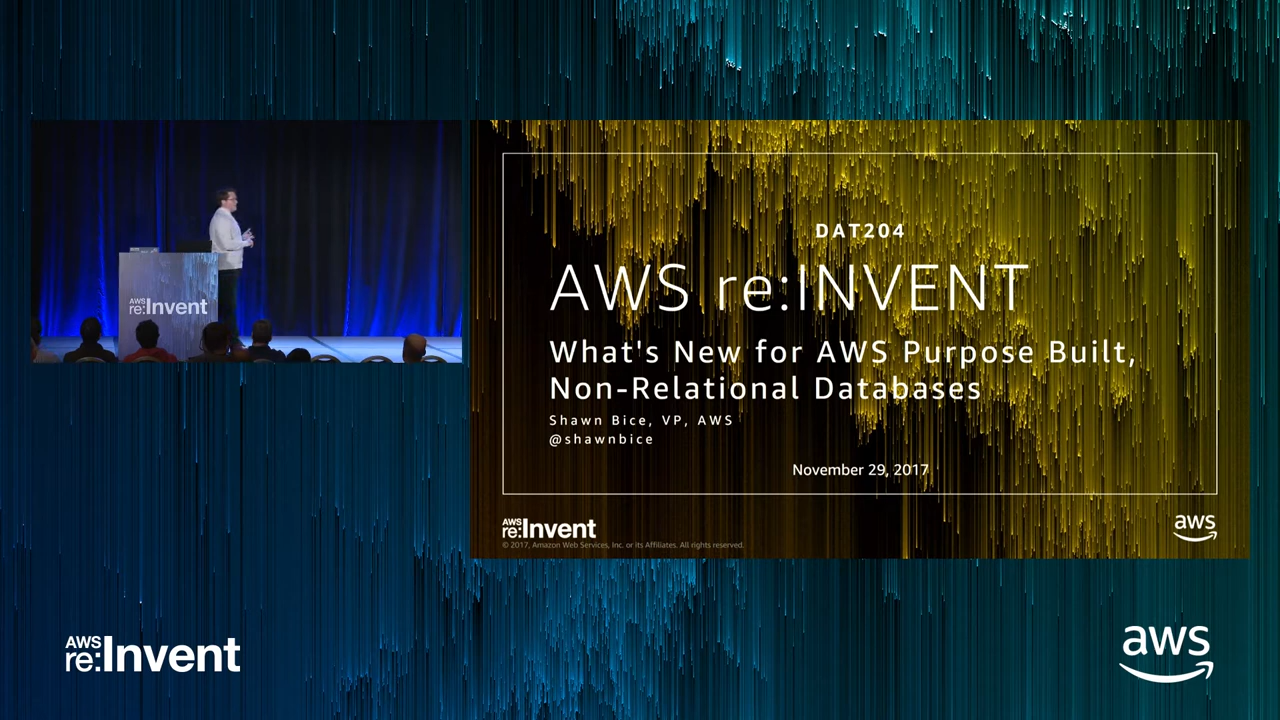 AWS
re:Invent
DAT204
AWS re:INVENT
What's New for AWS Purpose Built,
Non-Relational Databases
Shawn Bice, VP, AWS
@shawnbice
November 29, 2017
AWS
re:Invent
© 2017, Amazon Web Services, Inc. or its Affiliates. All rights reserved.
aws
AWS
re:Invent
aws